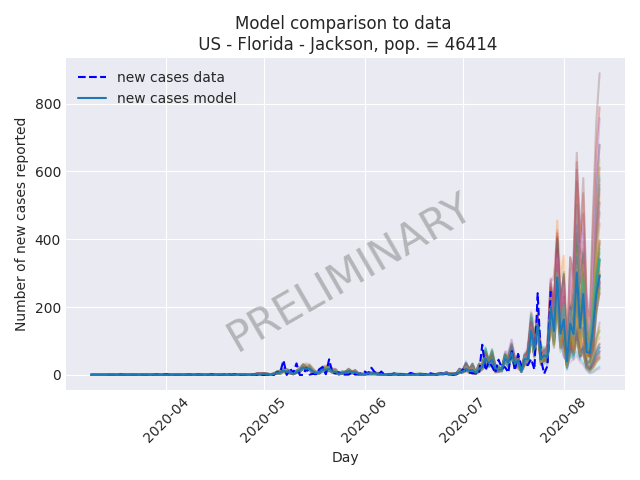 Model comparison to data
US - Florida - Jackson, pop. = 46414
new cases data
new cases model
PRELIMINARY
Number of new cases reported
800
600
400
200
0
2020-04
2020-05
2020-06
2020-07
2020-08
Day